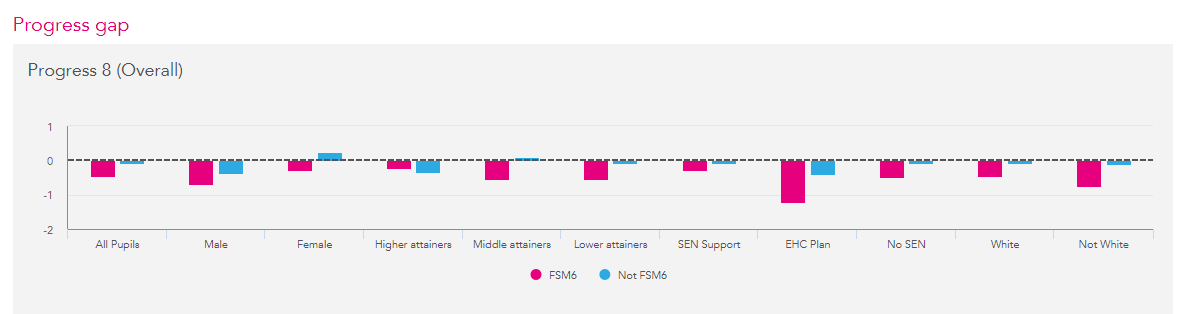 Progress gap
Progress 8 (Overall)
1
0
-1
-2
All Pupils Male Female Higher attainers Middle attainers Lower attainers SEN Support EHC Plan No SEN White Not White
FSM6 Not FSM6